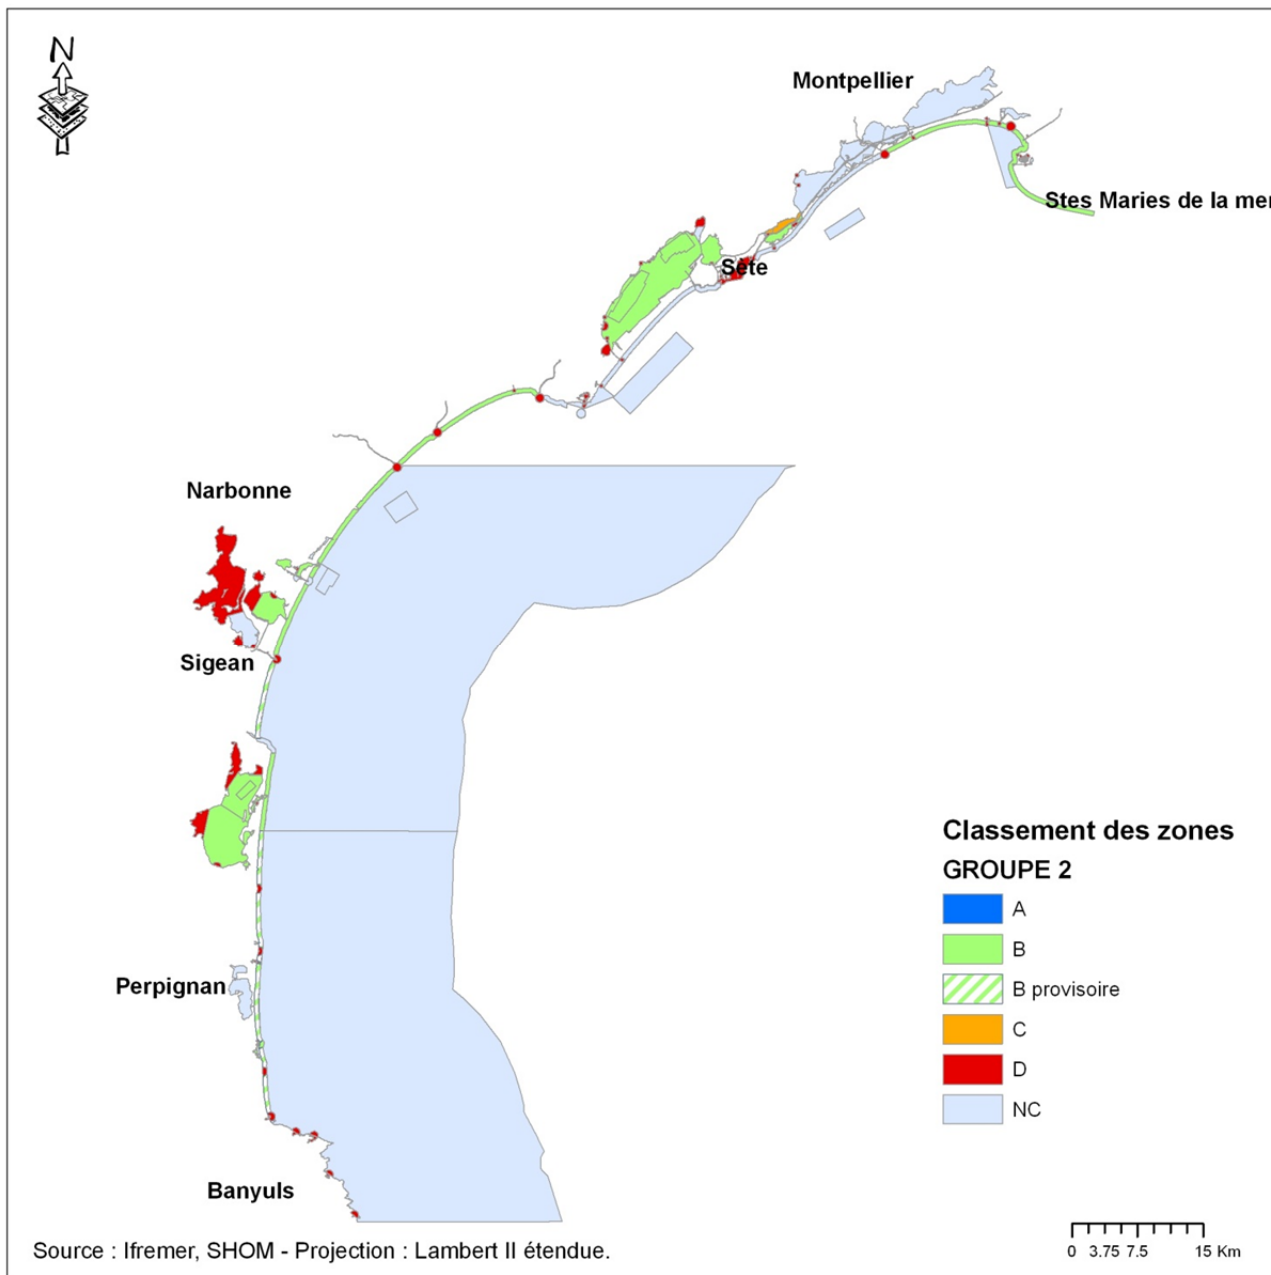 N
Montpellier
Stes Maries de la mer
Sète
Narbonne
Sigean
Perpignan
Banyuls
Classement des zones
GROUPE 2
A
B
B provisoire
C
D
NC
Source : Ifremer, SHOM - Projection : Lambert II étendue.
0 3.75 7.5 15 Km